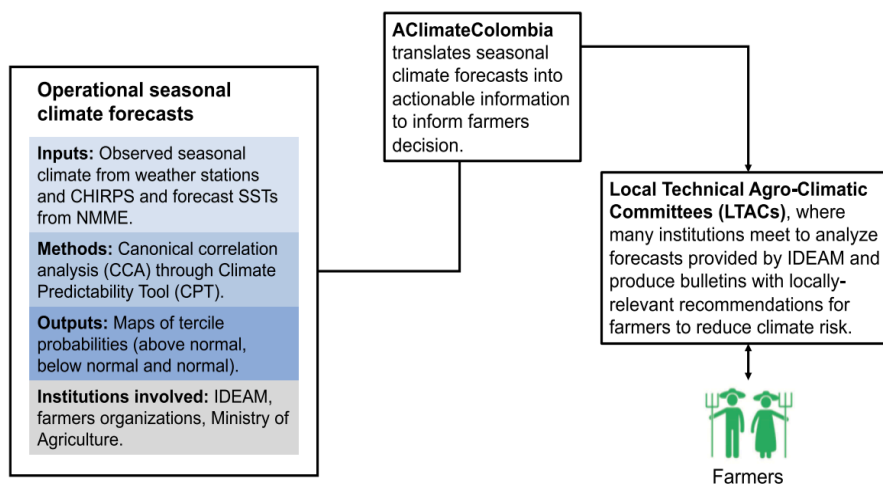 Operational seasonal
climate forecasts
Inputs: Observed seasonal
climate from weather stations
and CHIRPS and forecast SSTs
from NMME.
Methods: Canonical correlation
analysis (CCA) through Climate
Predictability Tool (CPT).
Outputs: Maps of tercile
probabilities (above normal,
below normal and normal).
Institutions involved: IDEAM,
farmers organizations, Ministry of
Agriculture.
AClimateColombia
translates seasonal
climate forecasts into
actionable information
to inform farmers
decision.
Local Technical Agro-Climatic
Committees (LTACs), where
many institutions meet to analyze
forecasts provided by IDEAM and
produce bulletins with locally-
relevant recommendations for
farmers to reduce climate risk.
Farmers